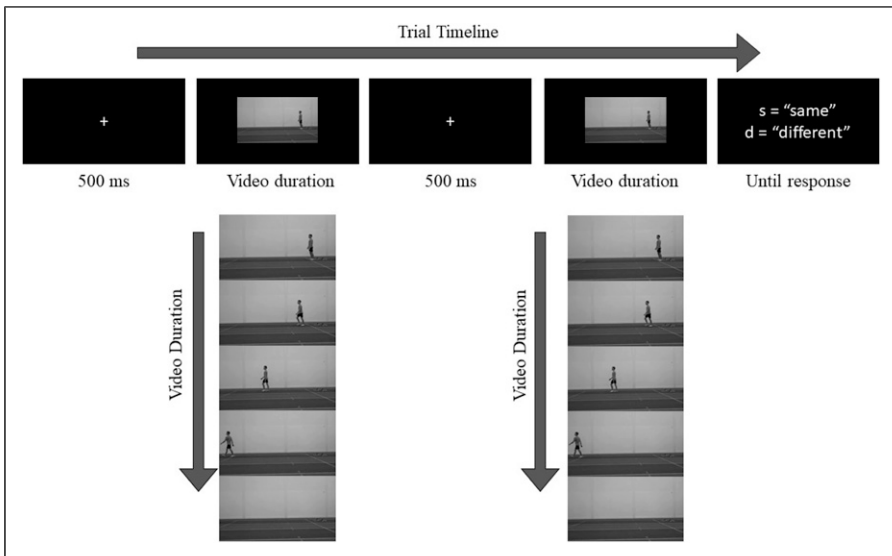 Trial Timeline
+
+
s = "same"
d = "different"
500 ms
Video duration
500 ms
Video duration
Until response
Video Duration
Video Duration